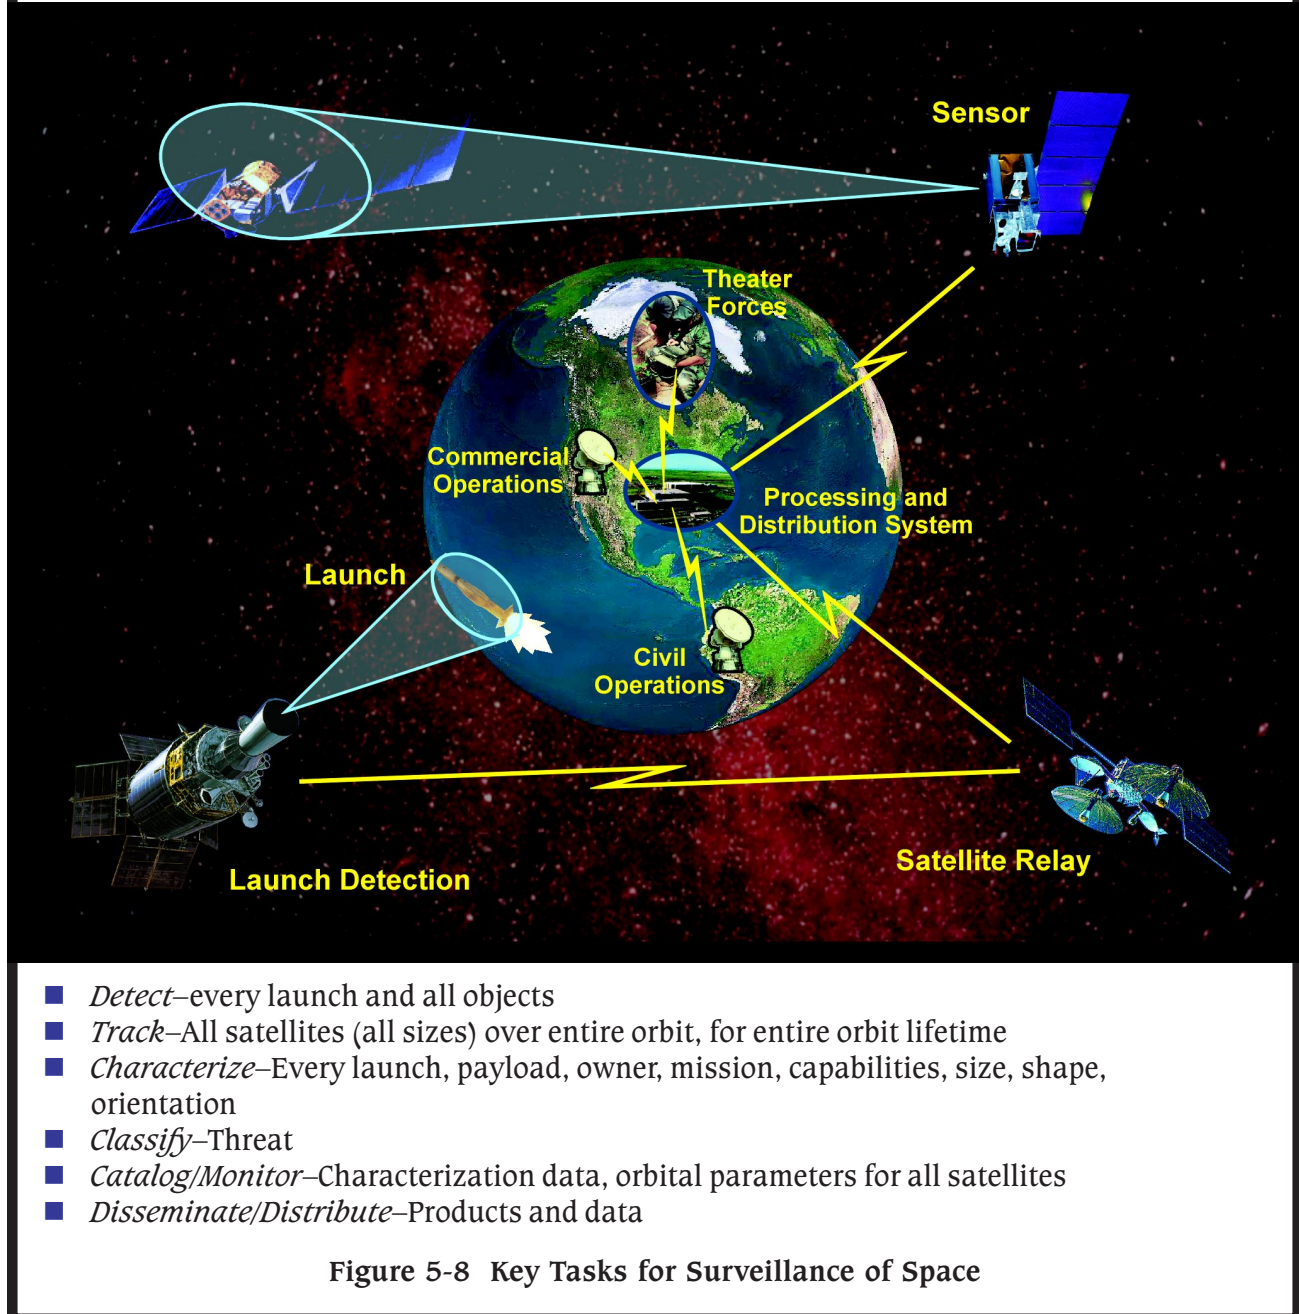 Sensor
Theater
Forces
Commercial
Operations
Processing and
Distribution System
Launch
Civil
Operations
Satellite Relay
Launch Detection
Detect–every launch and all objects
Track–All satellites (all sizes) over entire orbit, for entire orbit lifetime
Characterize–Every launch, payload, owner, mission, capabilities, size, shape,
orientation
Classify–Threat
Catalog/Monitor–Characterization data, orbital parameters for all satellites
Disseminate/Distribute–Products and data
Figure 5-8 Key Tasks for Surveillance of Space